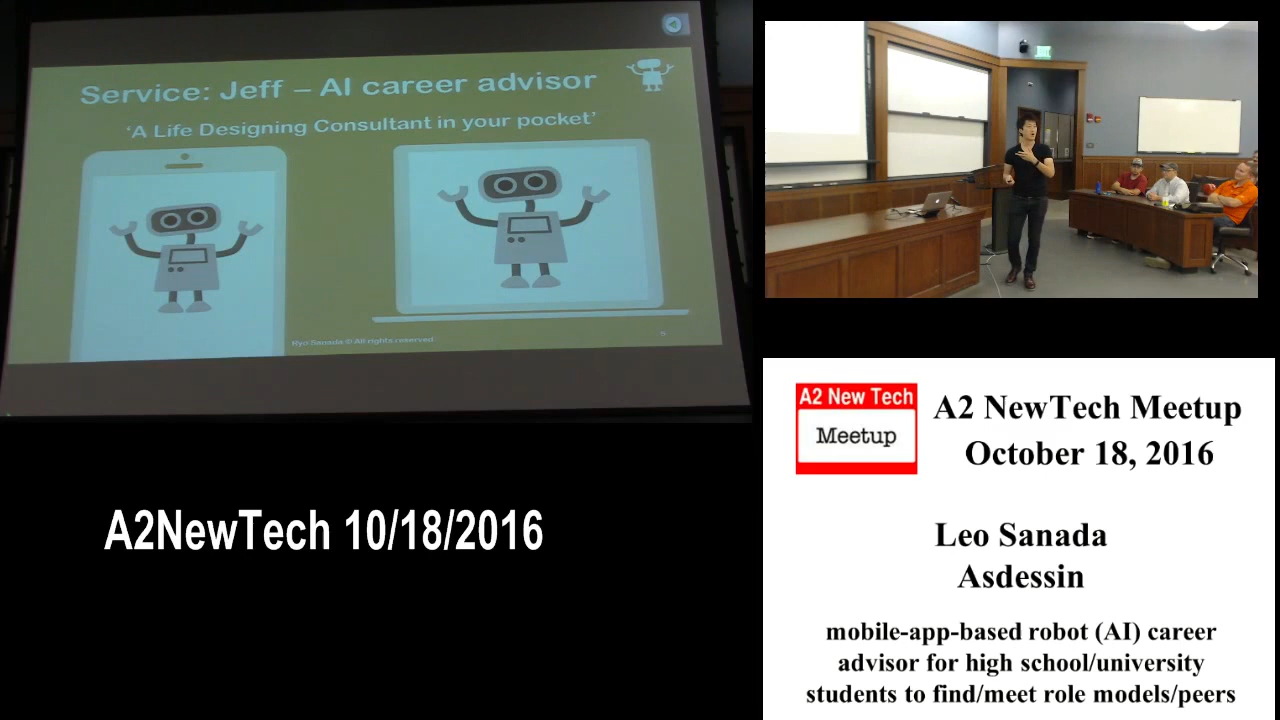 Service: Jeff – AI career advisor
‘A Life Designing Consultant in your pocket’
Ryo Sanada © All rights reserved
5
A2NewTech 10/18/2016
A2 New Tech
Meetup
A2 NewTech Meetup
October 18, 2016
Leo Sanada
Asdessin
mobile-app-based robot (AI) career
advisor for high school/university
students to find/meet role models/peers